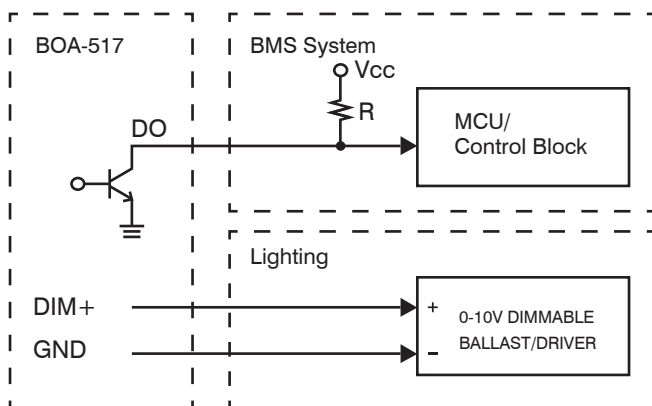 BOA-517
BMS System
Vcc
R
DO
MCU/
Control Block
Lighting
DIM+
GND
+
0-10V DIMMABLE
BALLAST/DRIVER
−